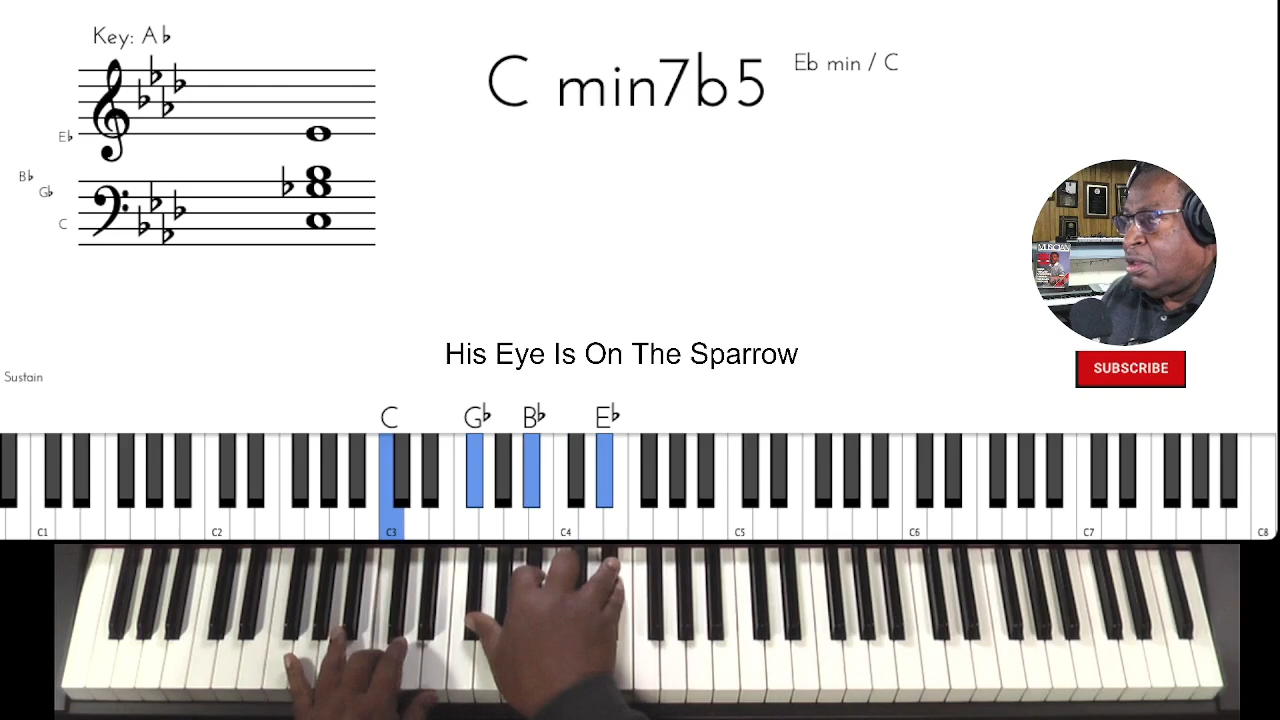 Key: A♭
C min7b5
Eb min / C
E♭
B♭
G♭
C
His Eye Is On The Sparrow
SUBSCRIBE
Sustain
C G♭ B♭ E♭
C1 C2 C3 C4 C5 C6 C7 C8